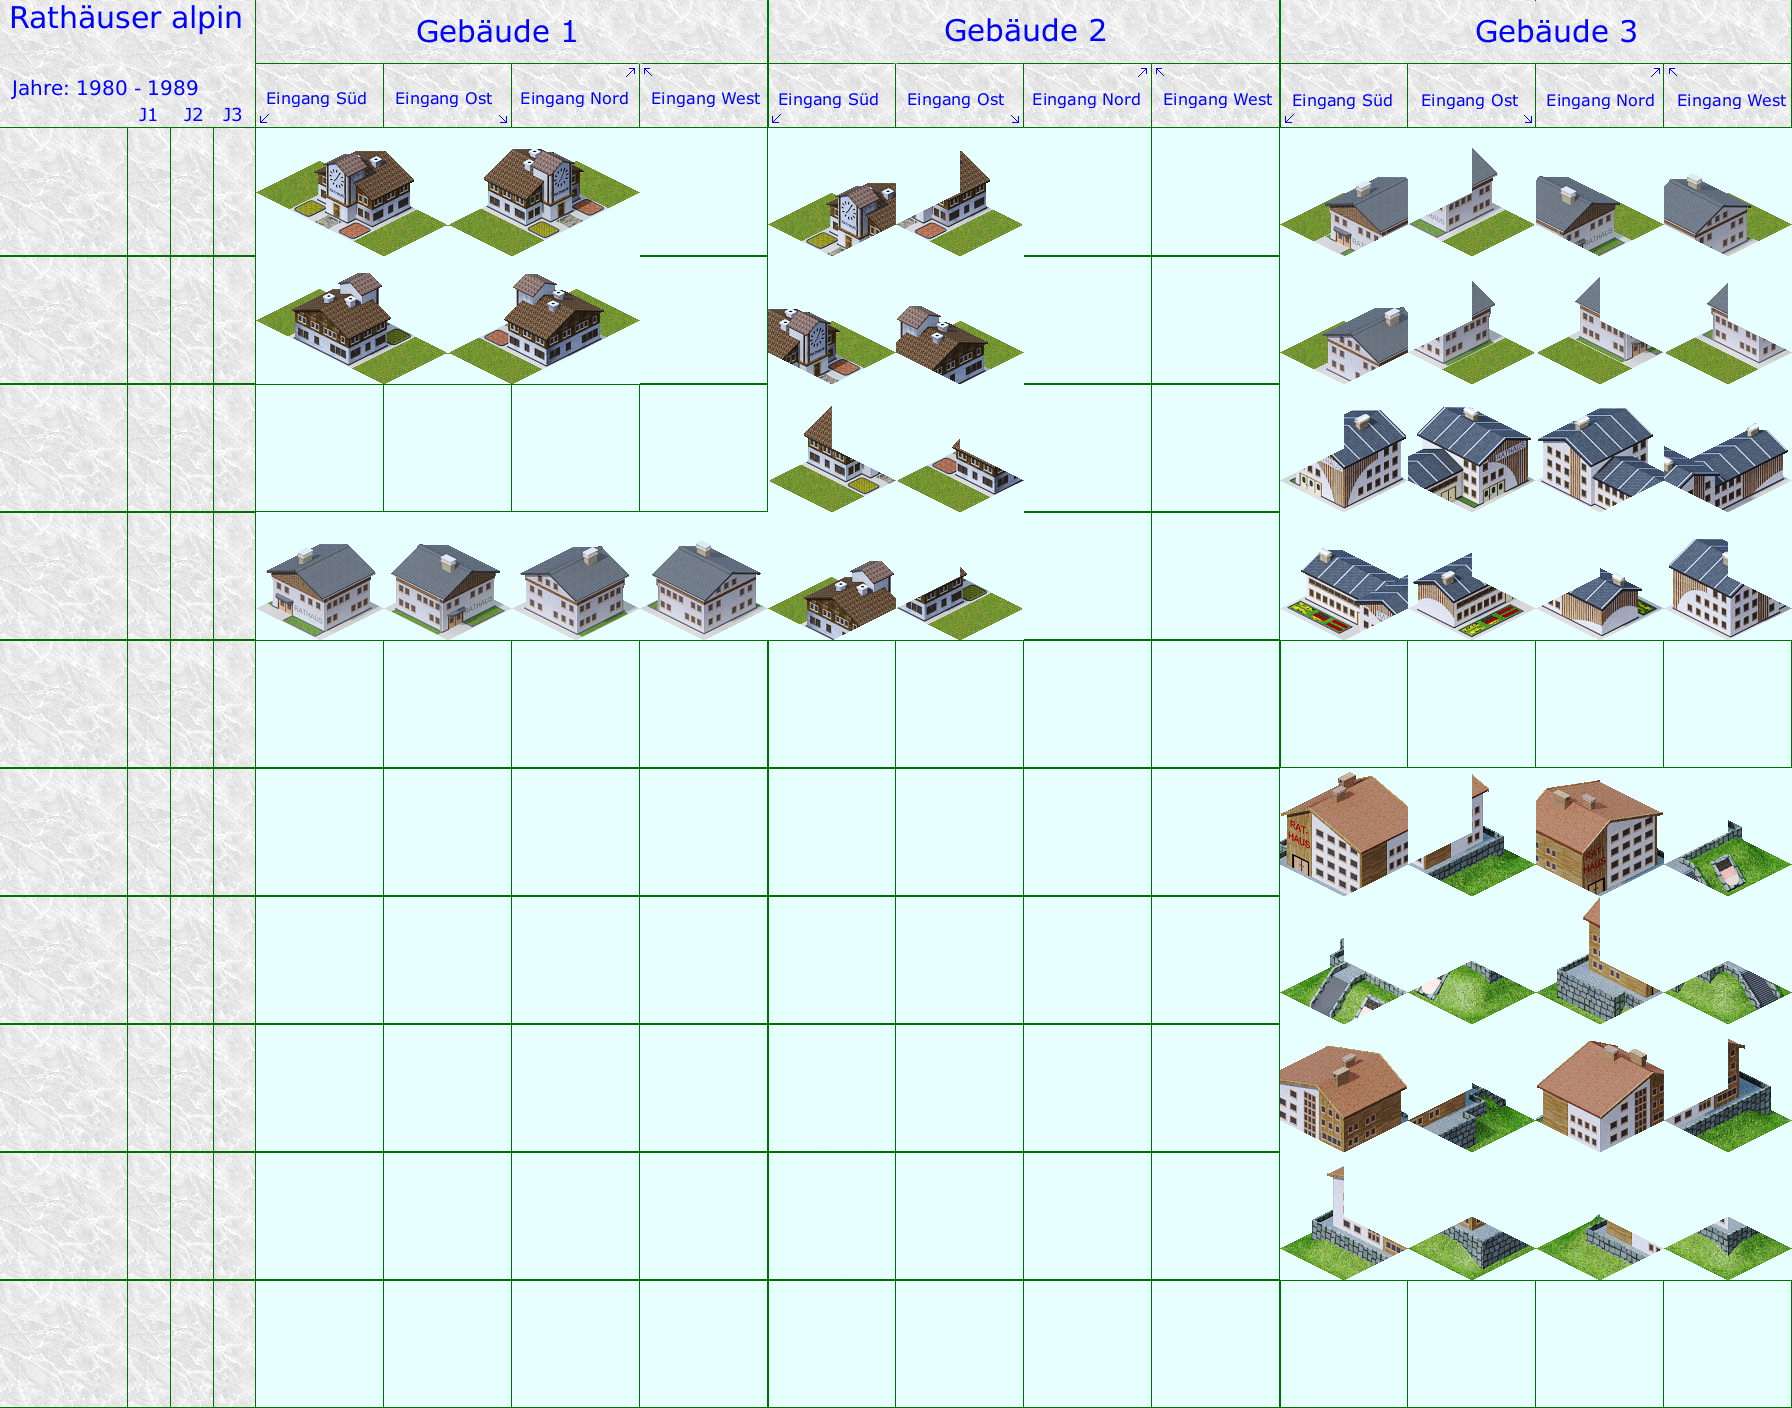 Rathäuser alpin
Gebäude 1
Gebäude 2
Gebäude 3
Jahre: 1980 - 1989
J1 J2 J3
Eingang Süd
Eingang Ost
Eingang Nord
Eingang West
Eingang Süd
Eingang Ost
Eingang Nord
Eingang West
Eingang Süd
Eingang Ost
Eingang Nord
Eingang West
RATHAUS
RATHAUS
RAT-
HAUS
RAT-
HAUS